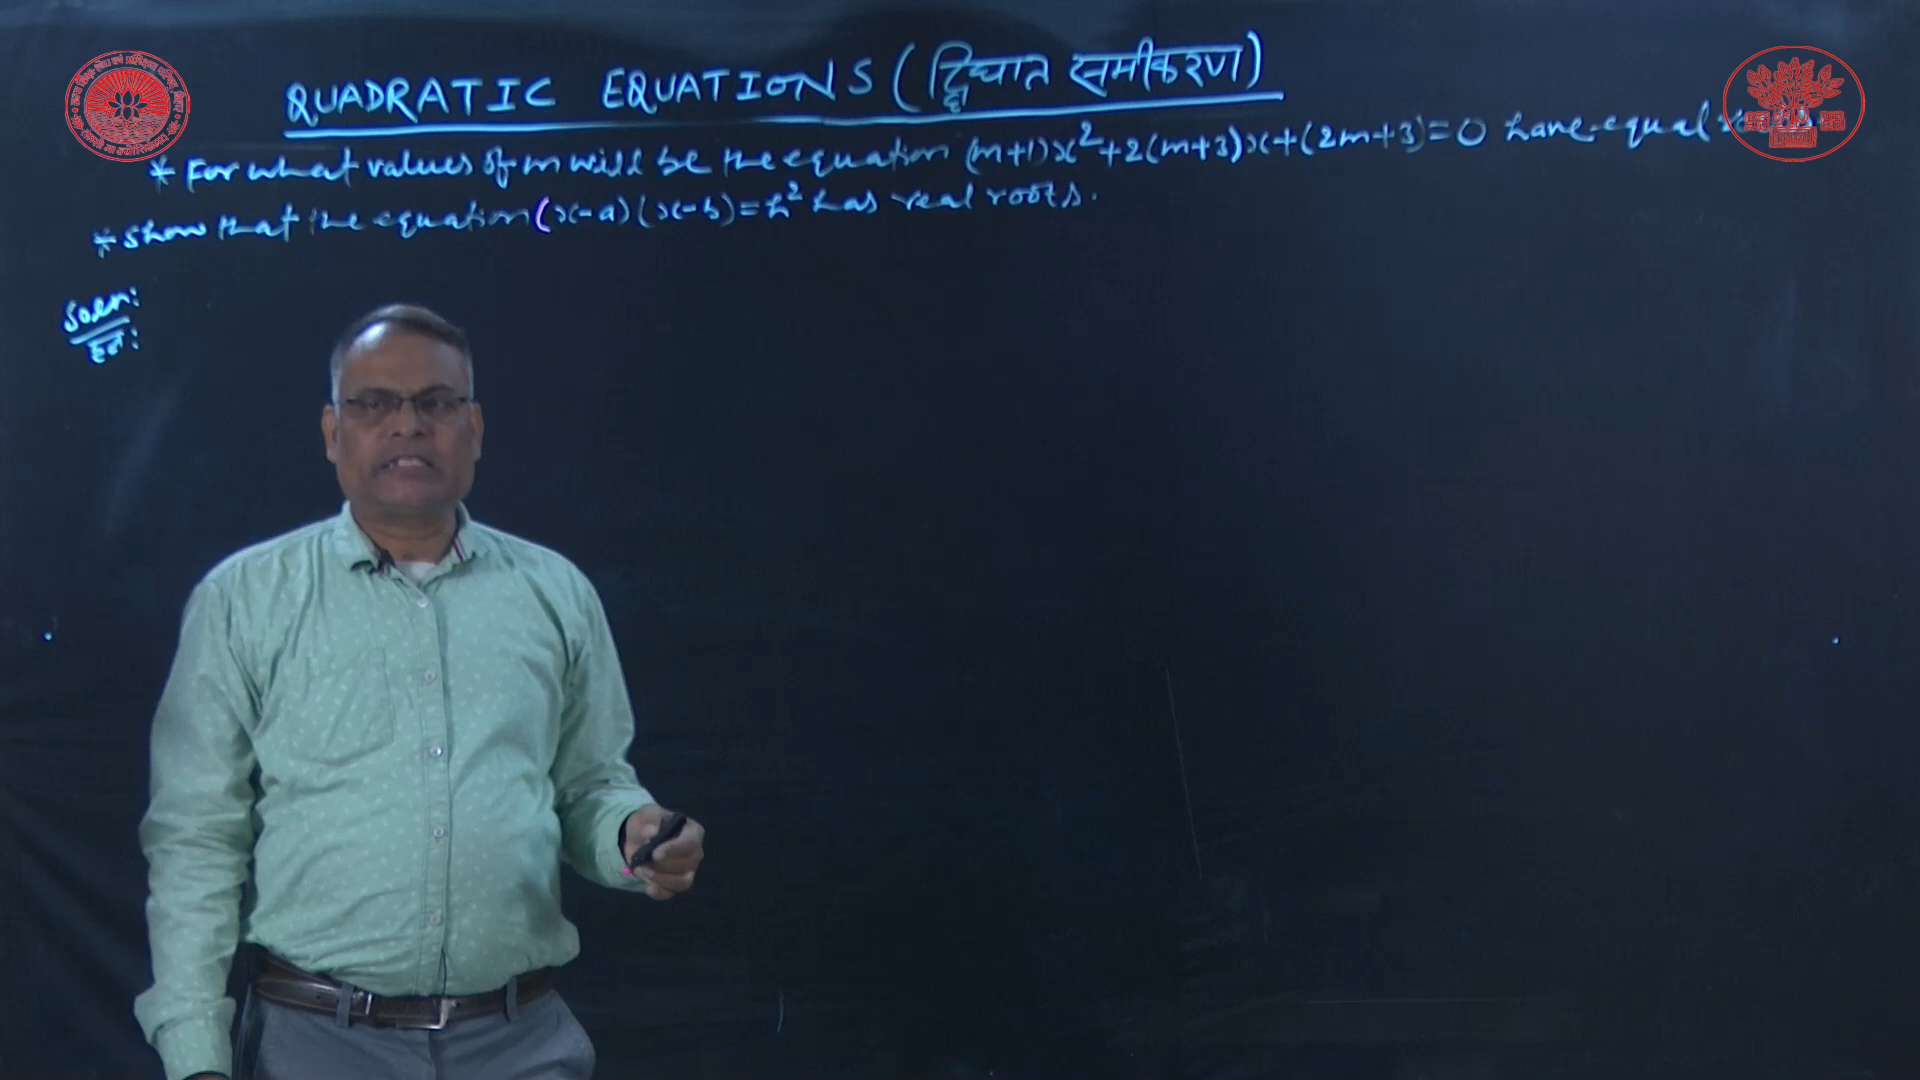 QUADRATIC EQUATIONS (द्विघात समीकरण)
* For what values of m will be the equation (m+1)x²+2(m+3)x+(2m+3)=0 have equal
* Show that the equation (x-a)(x-b)=h² has real roots.
Soln:
हल: